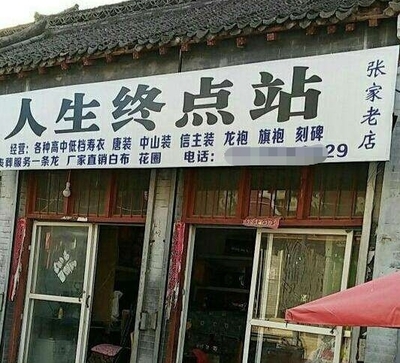 人生终点站
张家老店
经营：各种高中低档寿衣 唐装 中山装 信主装 龙袍 旗袍 刻碑
丧葬服务一条龙 厂家直销白布 花圈 电话： 29